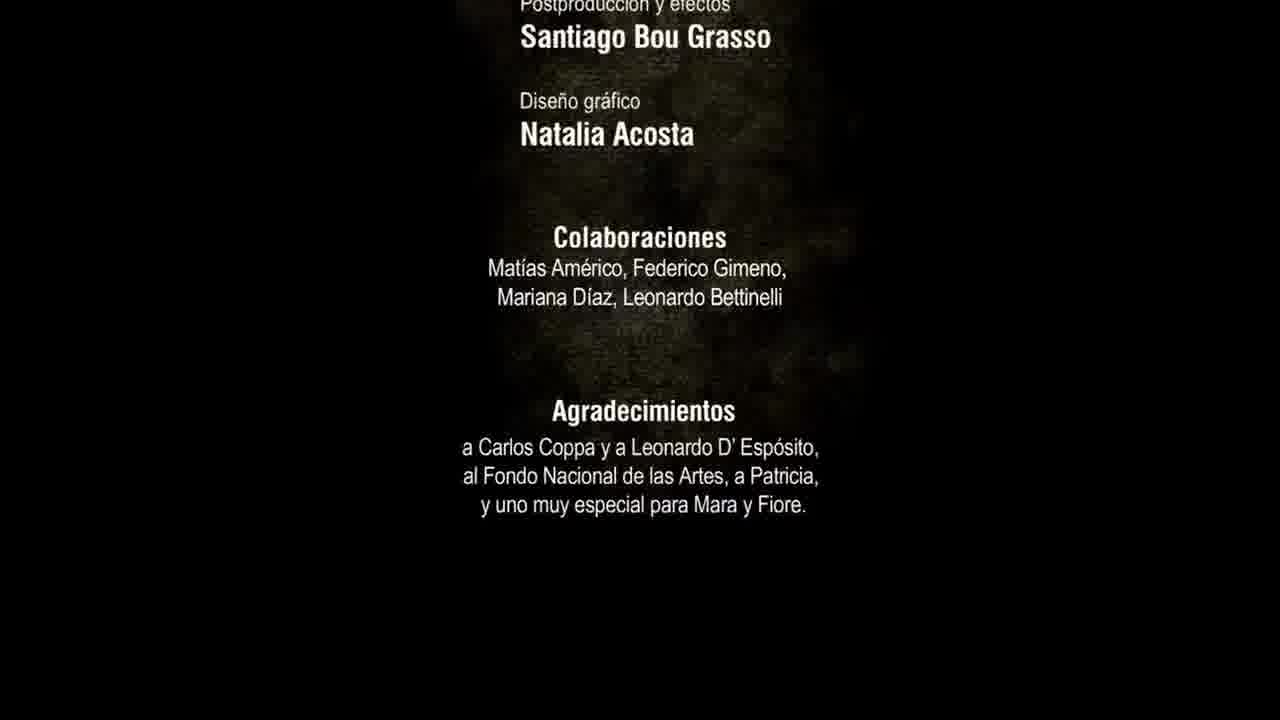 Postproducción y efectos
Santiago Bou Grasso
Diseño gráfico
Natalia Acosta
Colaboraciones
Matías Américo, Federico Gimeno,
Mariana Díaz, Leonardo Bettinelli
Agradecimientos
a Carlos Coppa y a Leonardo D' Espósito,
al Fondo Nacional de las Artes, a Patricia,
y uno muy especial para Mara y Fiore.